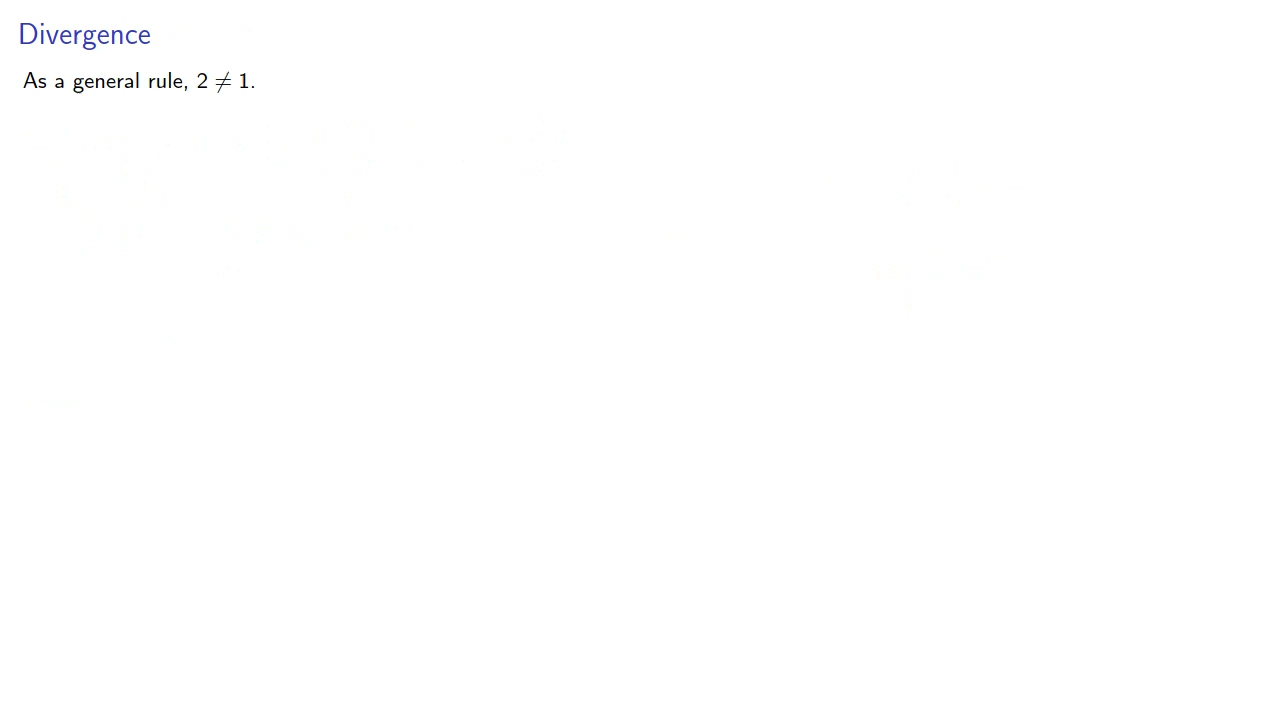 Divergence
As a general rule, 2 ≠ 1.